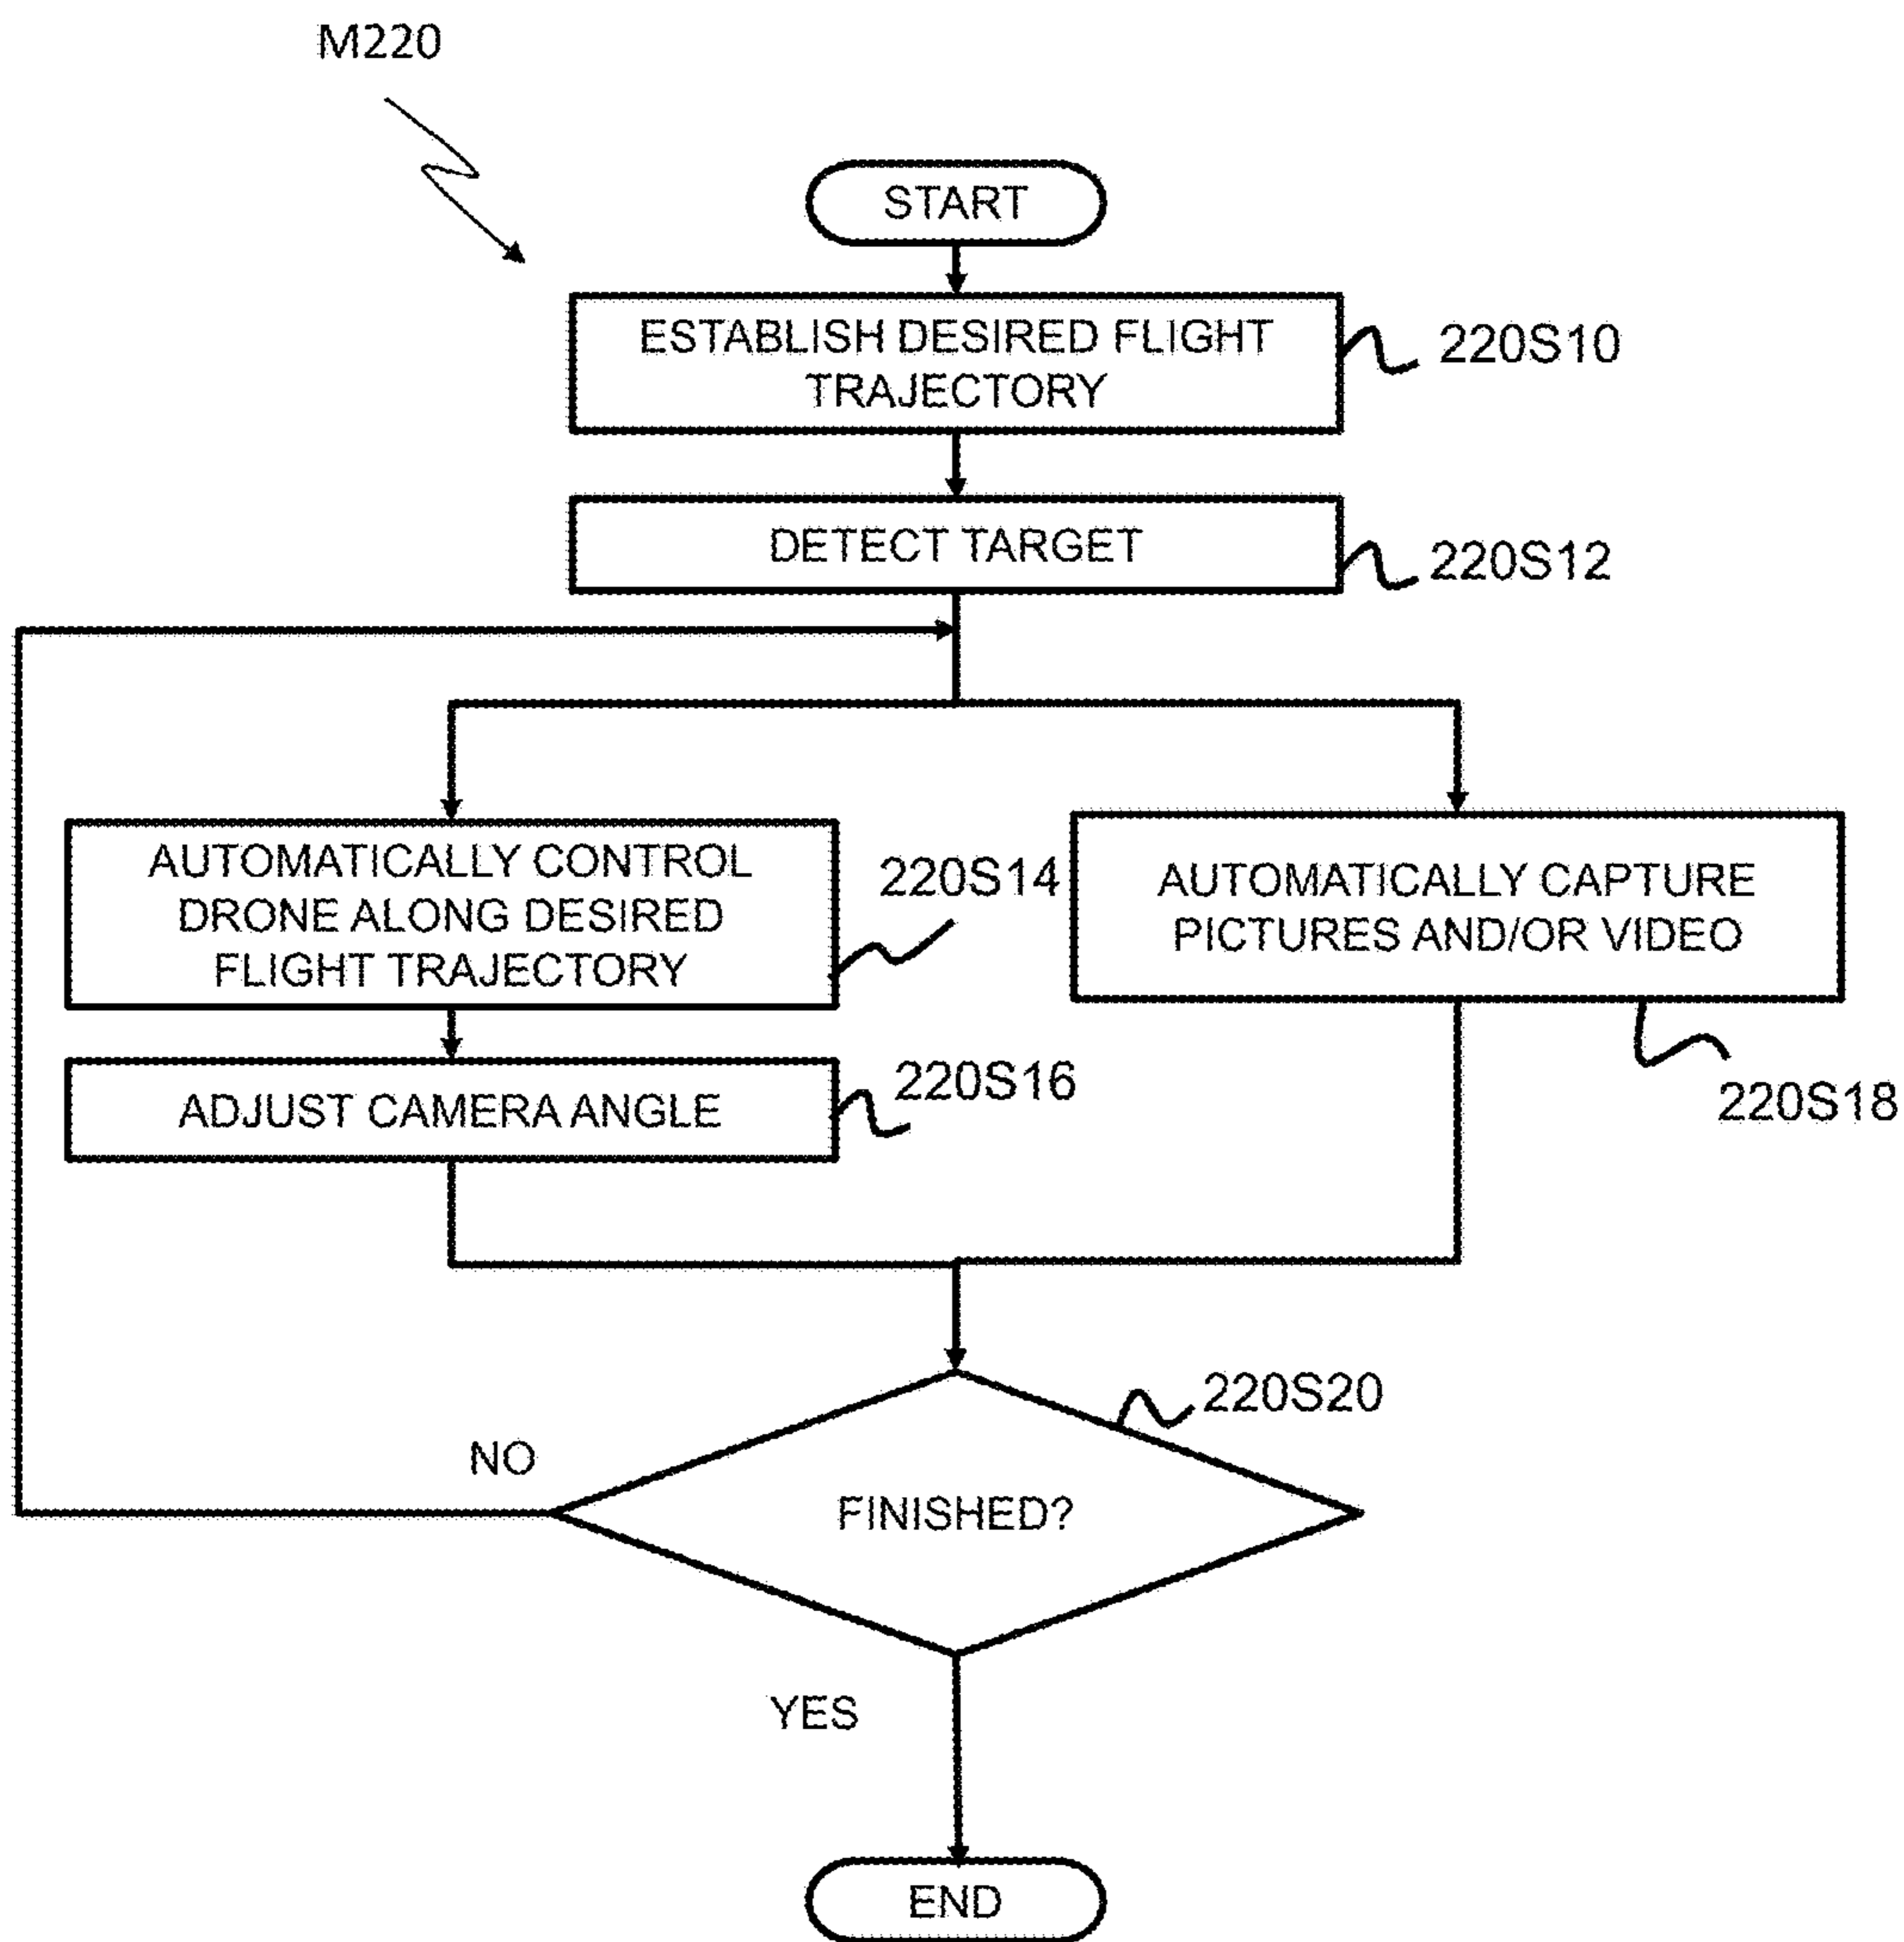 M220
START
ESTABLISH DESIRED FLIGHT
TRAJECTORY
220S10
DETECT TARGET
220S12
AUTOMATICALLY CONTROL
DRONE ALONG DESIRED
FLIGHT TRAJECTORY
220S14
AUTOMATICALLY CAPTURE
PICTURES AND/OR VIDEO
220S18
ADJUST CAMERA ANGLE
220S16
220S20
NO
FINISHED?
YES
END